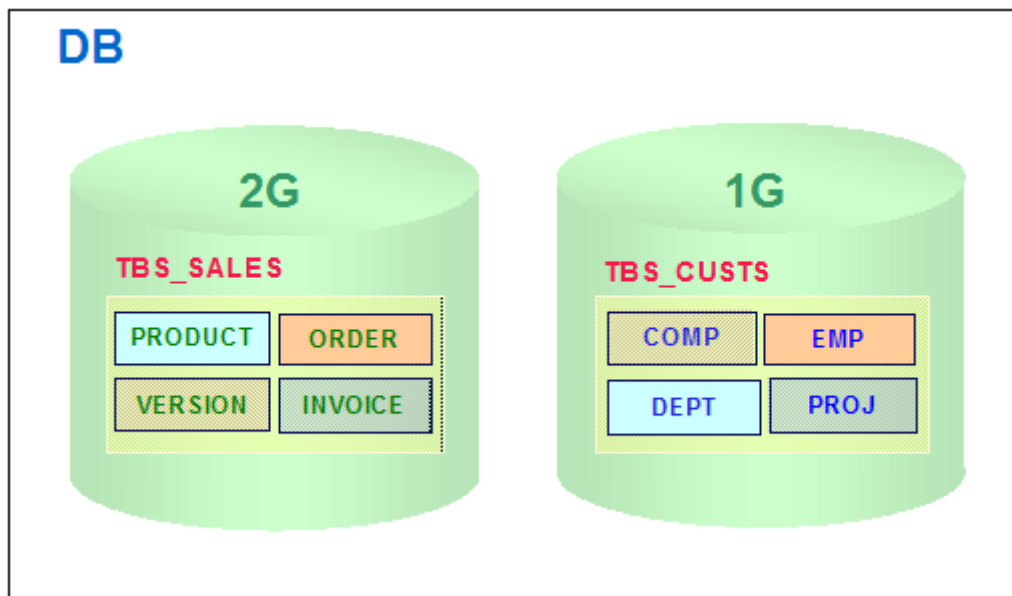 DB
2G
TBS_SALES
PRODUCT ORDER
VERSION INVOICE
1G
TBS_CUSTS
COMP EMP
DEPT PROJ